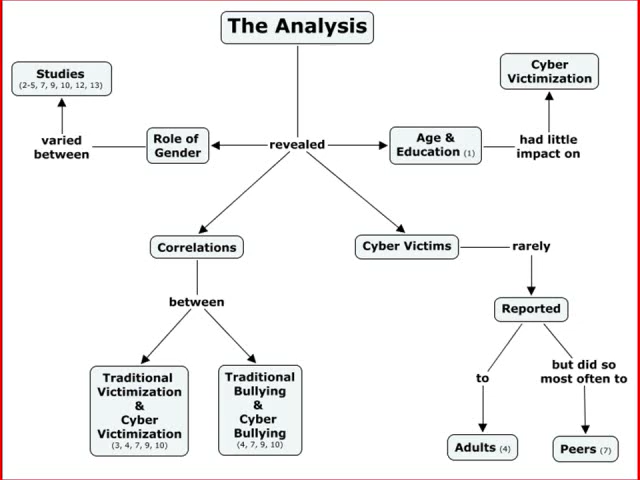 The Analysis
Studies
(2-5, 7, 9, 10, 12, 13)
Cyber
Victimization
varied
between
Role of
Gender
revealed
Age &
Education (1)
had little
impact on
Correlations
Cyber Victims
rarely
between
Reported
Traditional
Victimization
&
Cyber
Victimization
(3, 4, 7, 9, 10)
Traditional
Bullying
&
Cyber
Bullying
(4, 7, 9, 10)
to
but did so
most often to
Adults (4)
Peers (7)